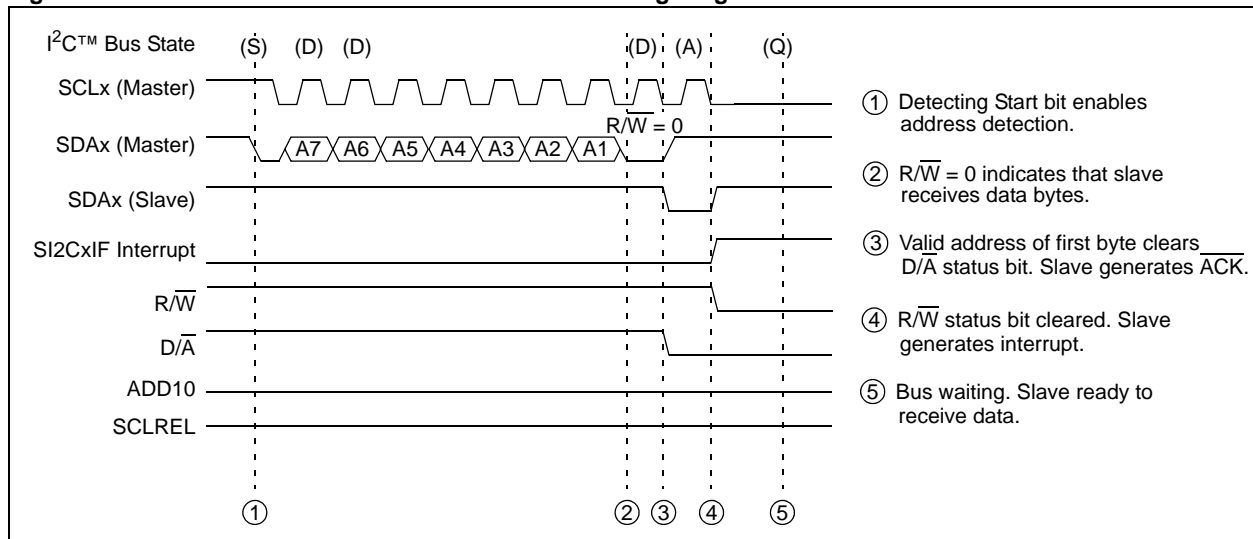 I²C™ Bus State (S) (D) (D) (D) (A) (Q)
SCLx (Master)
R/W̅ = 0
SDAx (Master) A7 A6 A5 A4 A3 A2 A1
SDAx (Slave)
SI2CxIF Interrupt
R/W̅
D/A̅
ADD10
SCLREL
① ② ③ ④ ⑤
① Detecting Start bit enables
address detection.
② R/W̅ = 0 indicates that slave
receives data bytes.
③ Valid address of first byte clears
D/A̅ status bit. Slave generates A̅C̅K̅.
④ R/W̅ status bit cleared. Slave
generates interrupt.
⑤ Bus waiting. Slave ready to
receive data.